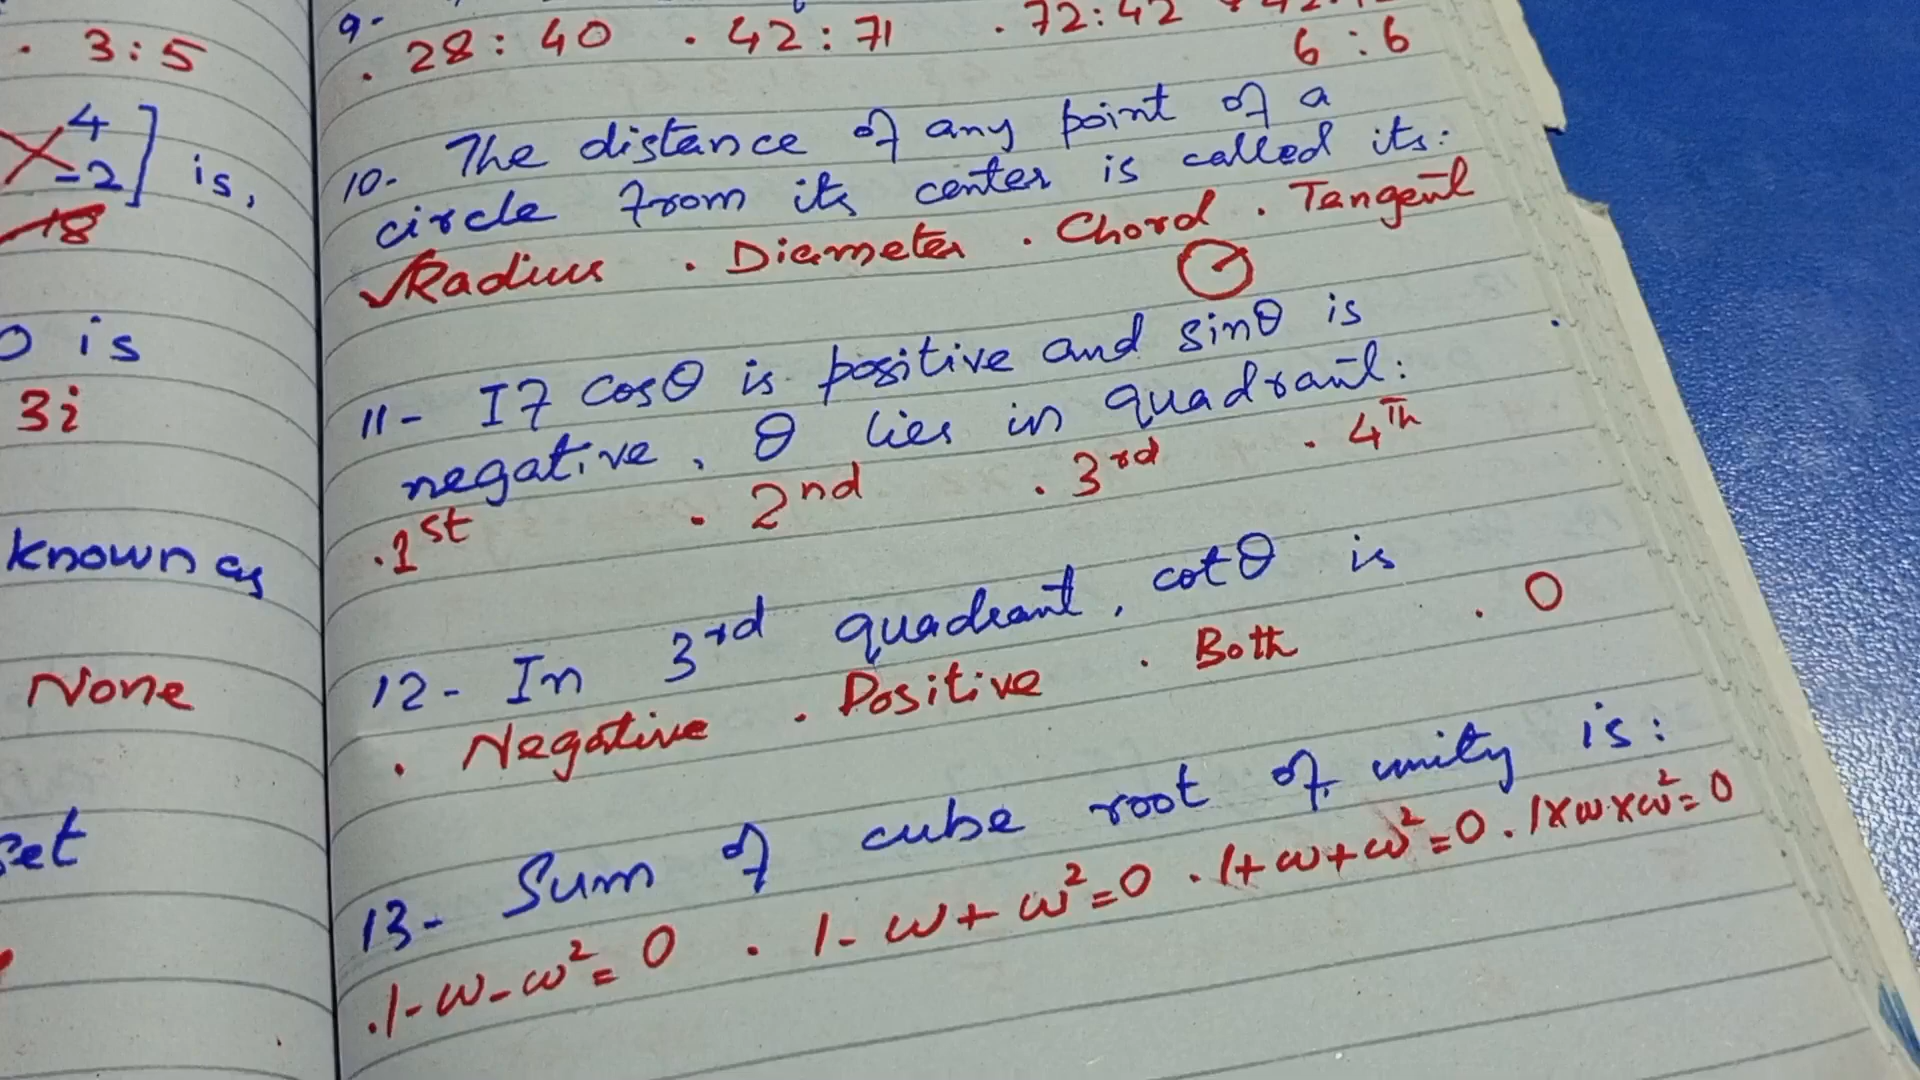 . 3:5
4
-2] is,
18
is
3i
known as
None
set
9-
. 28:40 . 42:71 . 72:42
6:6
10- The distance of any point of a
circle from its center is called its:
✓Radius . Diameter . Chord . Tangent
11- If cosθ is positive and sinθ is
negative, θ lies in quadrant:
.1st . 2nd . 3rd . 4th
12- In 3rd quadrant, cotθ is
. Negative . Positive . Both . 0
13- Sum of cube root of unity is:
.1-ω-ω²=0 . 1-ω+ω²=0 . 1+ω+ω²=0 . 1×ω×ω²=0